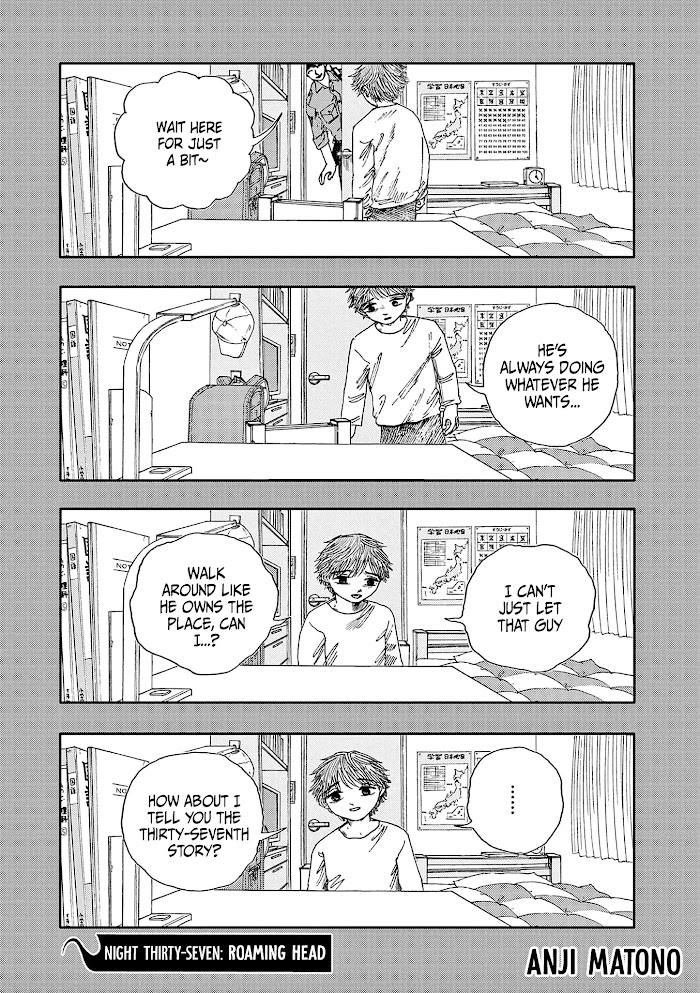 WAIT HERE
FOR JUST
A BIT~
HE'S
ALWAYS DOING
WHATEVER HE
WANTS...
I CAN'T
JUST LET
THAT GUY
WALK
AROUND LIKE
HE OWNS THE
PLACE, CAN
I...?
......
HOW ABOUT I
TELL YOU THE
THIRTY-SEVENTH
STORY?
NIGHT THIRTY-SEVEN: ROAMING HEAD
ANJI MATONO